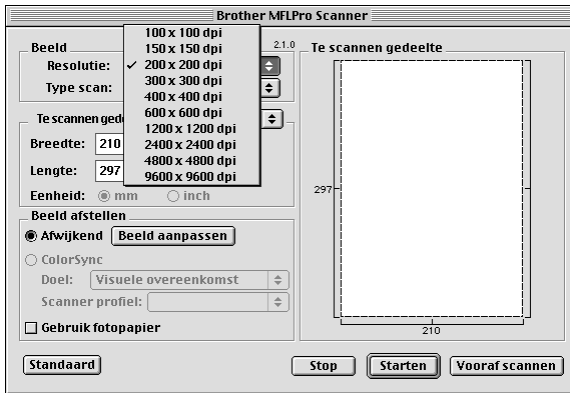 Brother MFLPro Scanner
Beeld
2.1.0
Resolutie:
Type scan:
100 x 100 dpi
150 x 150 dpi
✓ 200 x 200 dpi
300 x 300 dpi
400 x 400 dpi
600 x 600 dpi
1200 x 1200 dpi
2400 x 2400 dpi
4800 x 4800 dpi
9600 x 9600 dpi
Te scannen ged
Breedte: 210
Lengte: 297
Eenheid: mm inch
Beeld afstellen
Afwijkend Beeld aanpassen
ColorSync
Doel: Visuele overeenkomst
Scanner profiel:
Gebruik fotopapier
Te scannen gedeelte
297
210
Standaard Stop Starten Vooraf scannen